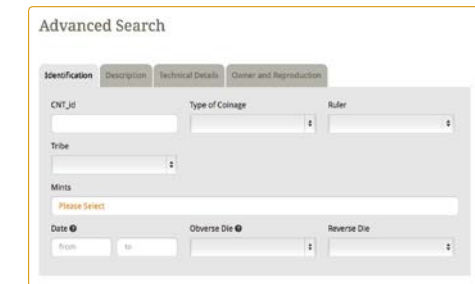 Advanced Search
Identification Description Technical Details Owner and Reproduction
CNT_id Type of Coinage Ruler
Tribe
Mints
Please Select
Date Obverse Die Reverse Die
from to